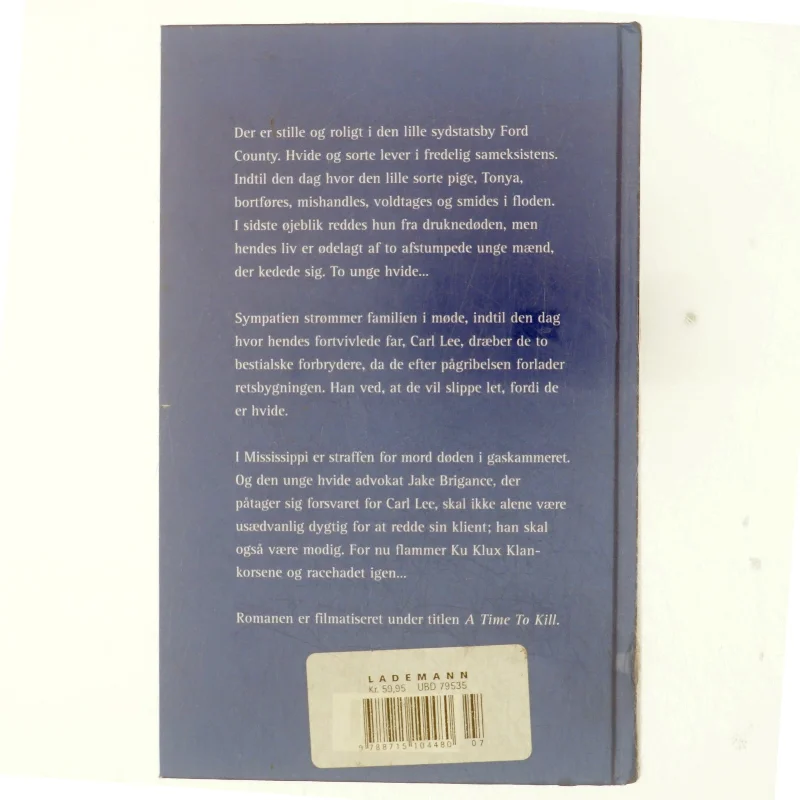 Der er stille og roligt i den lille sydstatsby Ford
County. Hvide og sorte lever i fredelig sameksistens.
Indtil den dag hvor den lille sorte pige, Tonya,
bortføres, mishandles, voldtages og smides i floden.
I sidste øjeblik reddes hun fra druknedøden, men
hendes liv er ødelagt af to afstumpede unge mænd,
der kedede sig. To unge hvide...
Sympatien strømmer familien i møde, indtil den dag
hvor hendes fortvivlede far, Carl Lee, dræber de to
bestialske forbrydere, da de efter pågribelsen forlader
retsbygningen. Han ved, at de vil slippe let, fordi de
er hvide.
I Mississippi er straffen for mord døden i gaskammeret.
Og den unge hvide advokat Jake Brigance, der
påtager sig forsvaret for Carl Lee, skal ikke alene være
usædvanlig dygtig for at redde sin klient; han skal
også være modig. For nu flammer Ku Klux Klan-
korsene og racehadet igen...
Romanen er filmatiseret under titlen A Time To Kill.
LADEMANN
Kr. 59,95 UBD 79535
9 788715 104480 07